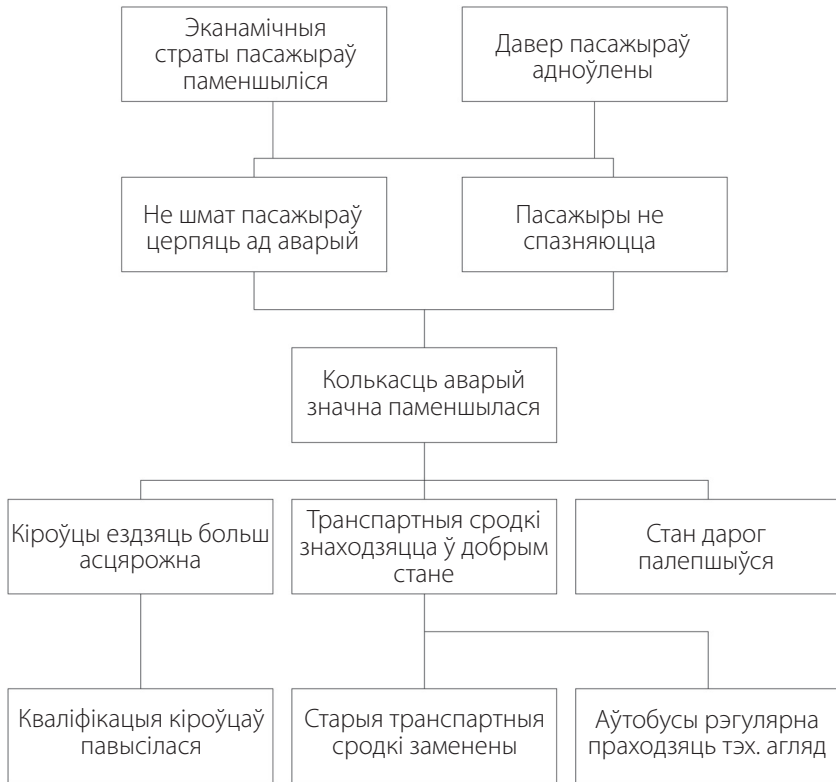 Эканамічныя
страты пасажыраў
паменшыліся
Давер пасажыраў
адноўлены
Не шмат пасажыраў
церпяць ад аварый
Пасажыры не
спазняюцца
Колькасць аварый
значна паменшылася
Кіроўцы ездзяць больш
асцярожна
Транспартныя сродкі
знаходзяцца ў добрым
стане
Стан дарог
палепшыўся
Кваліфікацыя кіроўцаў
павысілася
Старыя транспартныя
сродкі заменены
Аўтобусы рэгулярна
праходзяць тэх. агляд